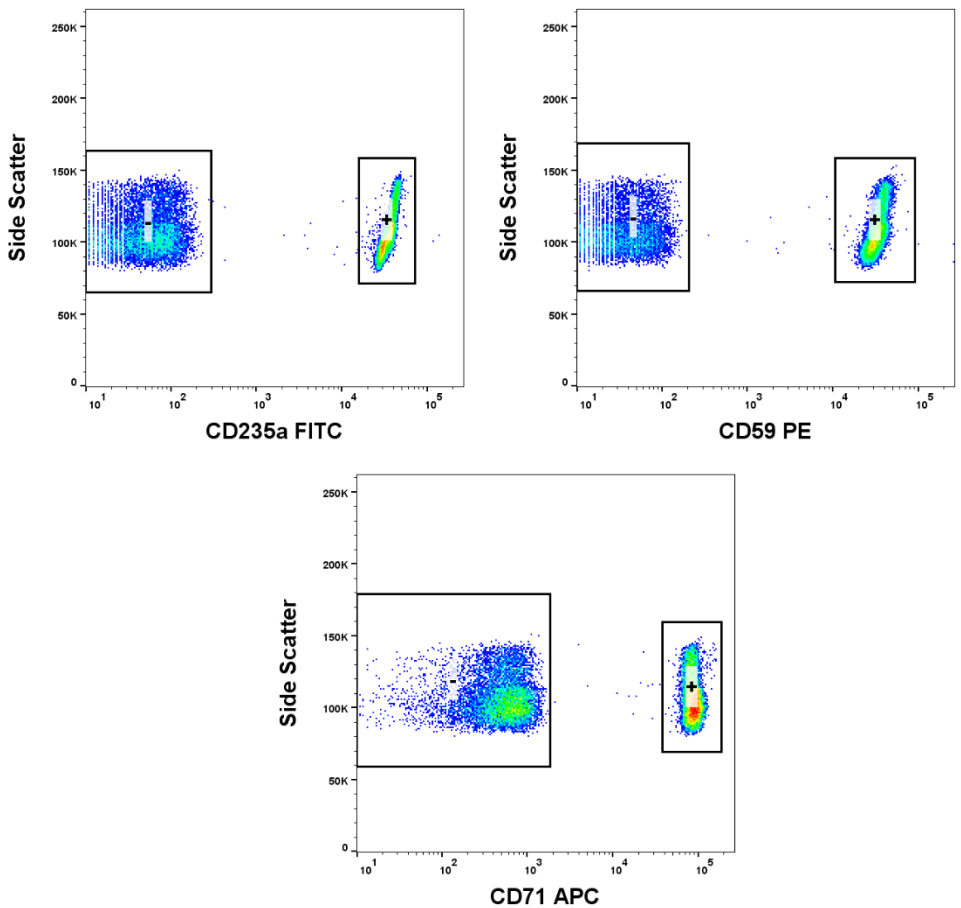 250K
200K
150K
100K
50K
0
Side Scatter
-
+
10^1
10^2
10^3
10^4
10^5
CD235a FITC
250K
200K
150K
100K
50K
0
Side Scatter
-
+
10^1
10^2
10^3
10^4
10^5
CD59 PE
250K
200K
150K
100K
50K
0
Side Scatter
-
+
10^1
10^2
10^3
10^4
10^5
CD71 APC